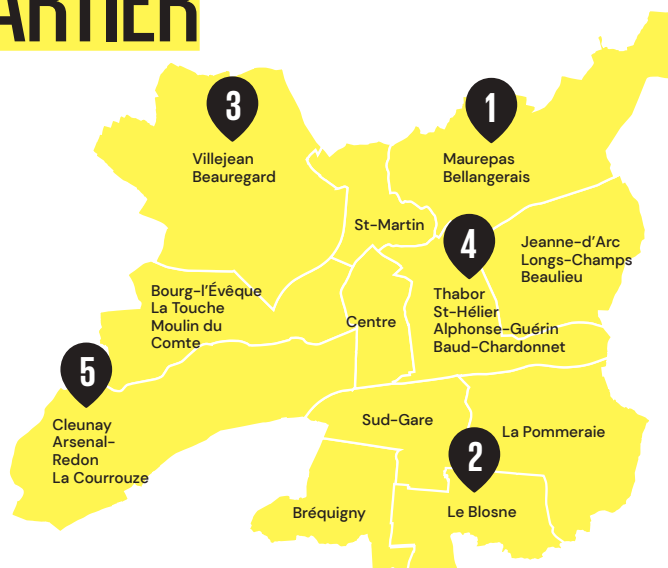 ARTIER
3
Villejean
Beauregard
1
Maurepas
Bellangerais
St-Martin
4
Thabor
St-Hélier
Alphonse-Guérin
Baud-Chardonnet
Jeanne-d’Arc
Longs-Champs
Beaulieu
Bourg-l’Évêque
La Touche
Moulin du
Comte
Centre
5
Cleunay
Arsenal-
Redon
La Courrouze
Sud-Gare
La Pommeraie
2
Le Blosne
Bréquigny